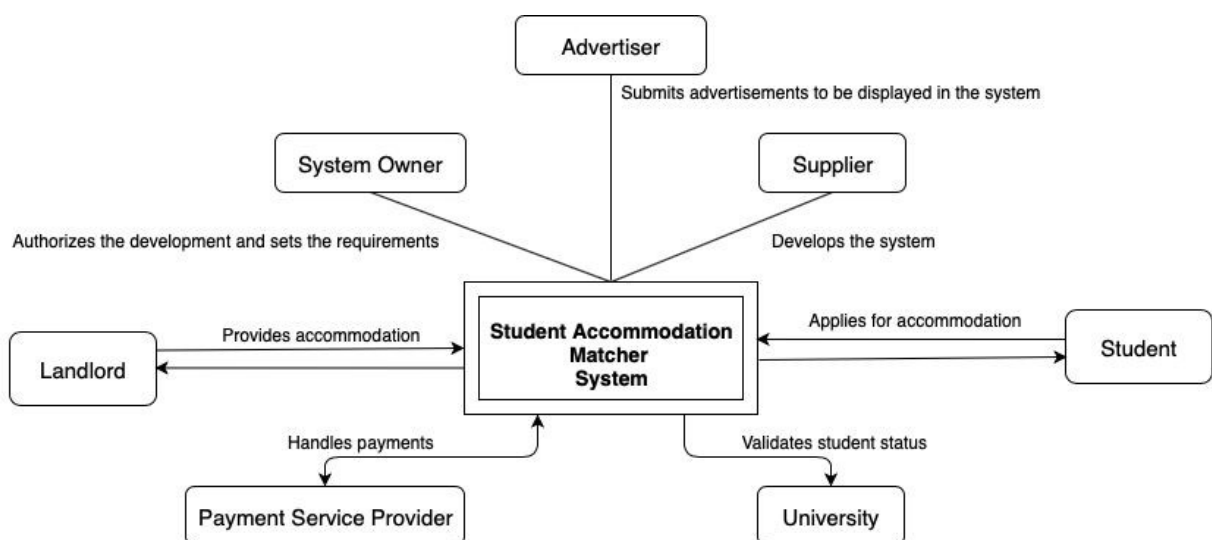 Advertiser
Submits advertisements to be displayed in the system
System Owner
Supplier
Authorizes the development and sets the requirements
Develops the system
Provides accommodation
Landlord
Student Accommodation
Matcher
System
Applies for accommodation
Student
Handles payments
Validates student status
Payment Service Provider
University